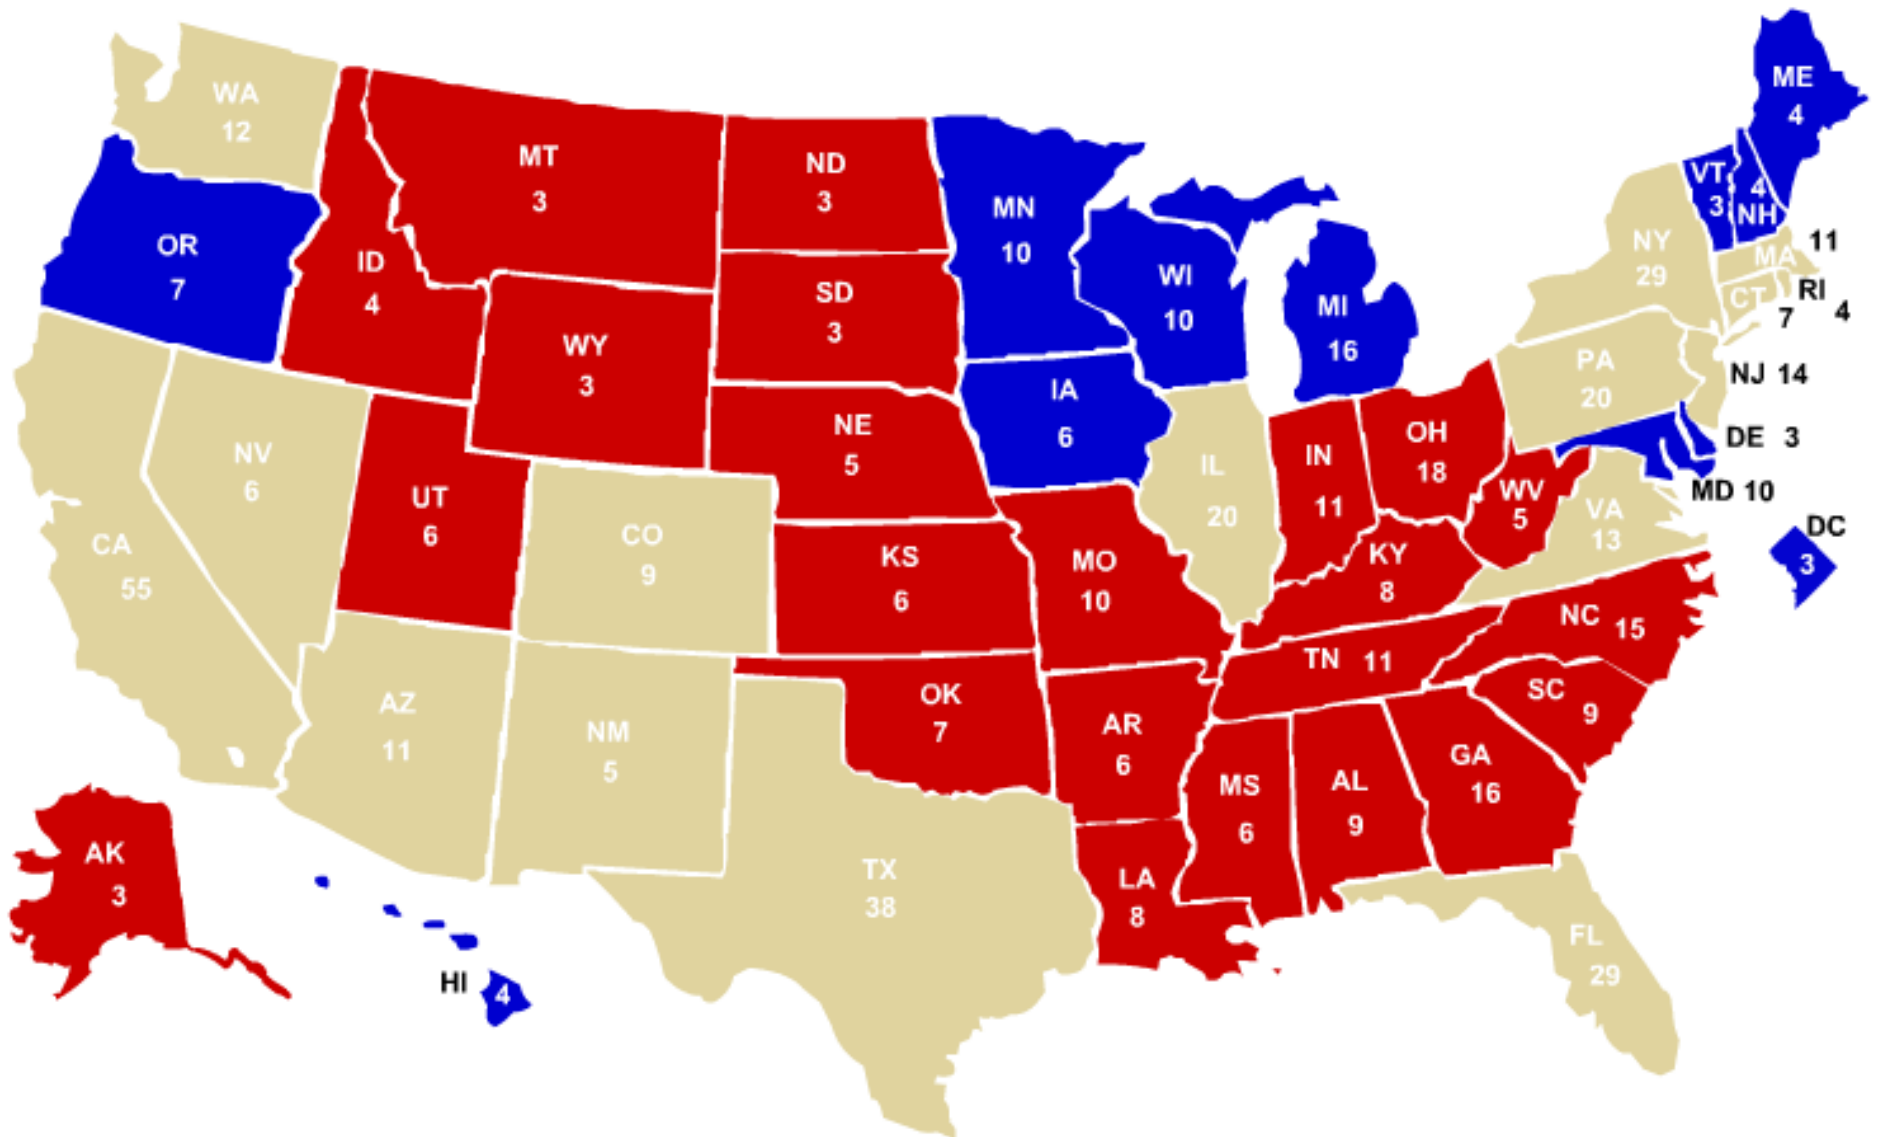 WA
12
OR
7
CA
55
NV
6
ID
4
MT
3
WY
3
UT
6
CO
9
AZ
11
NM
5
ND
3
SD
3
NE
5
KS
6
OK
7
TX
38
MN
10
IA
6
MO
10
AR
6
LA
8
WI
10
IL
20
MI
16
IN
11
OH
18
KY
8
TN 11
MS
6
AL
9
GA
16
FL
29
SC
9
NC 15
VA
13
WV
5
PA
20
NY
29
VT
3
4
NH
ME
4
11
MA
RI
4
CT
7
NJ 14
DE 3
MD 10
DC
3
AK
3
HI
4